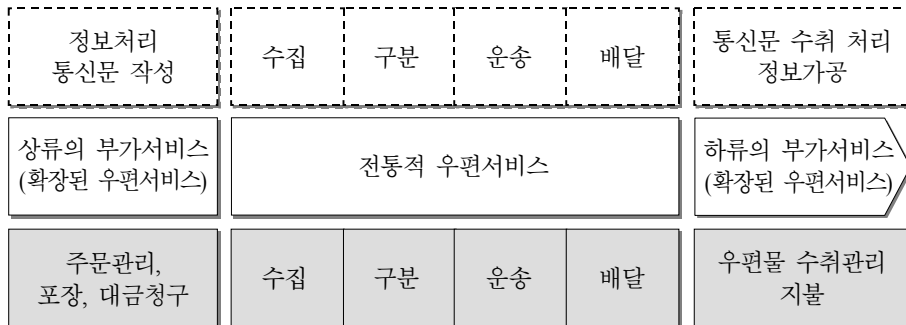 정보처리
통신문 작성
수집 구분 운송 배달
통신문 수취 처리
정보가공
상류의 부가서비스
(확장된 우편서비스)
전통적 우편서비스
하류의 부가서비스
(확장된 우편서비스)
주문관리,
포장, 대금청구
수집 구분 운송 배달
우편물 수취관리
지불